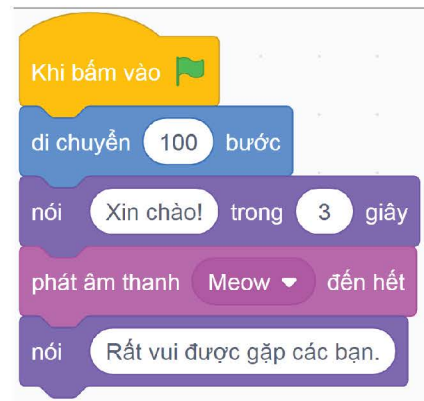 Khi bấm vào
di chuyển 100 bước
nói Xin chào! trong 3 giây
phát âm thanh Meow đến hết
nói Rất vui được gặp các bạn.